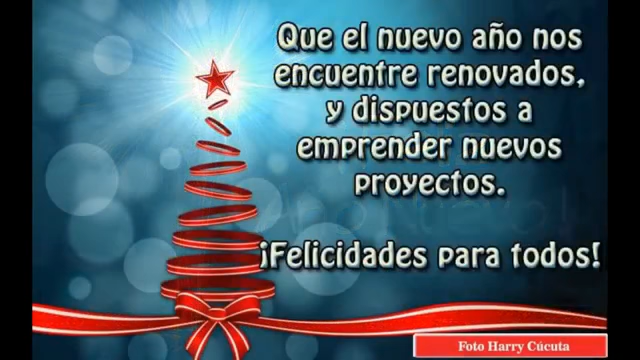 Que el nuevo año nos
encuentre renovados,
y dispuestos a
emprender nuevos
proyectos.
¡Felicidades para todos!
Foto Harry Cúcuta